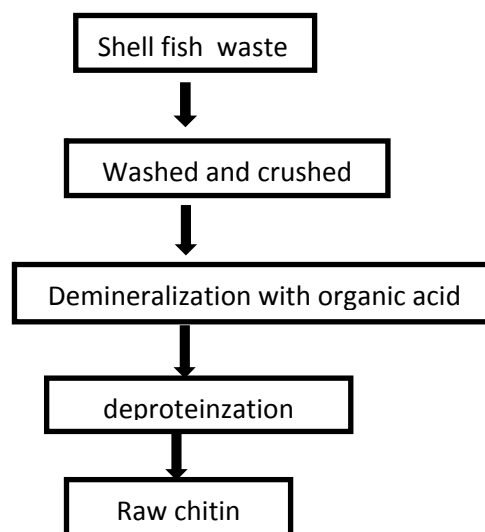 Shell fish waste
Washed and crushed
Demineralization with organic acid
deproteinzation
Raw chitin